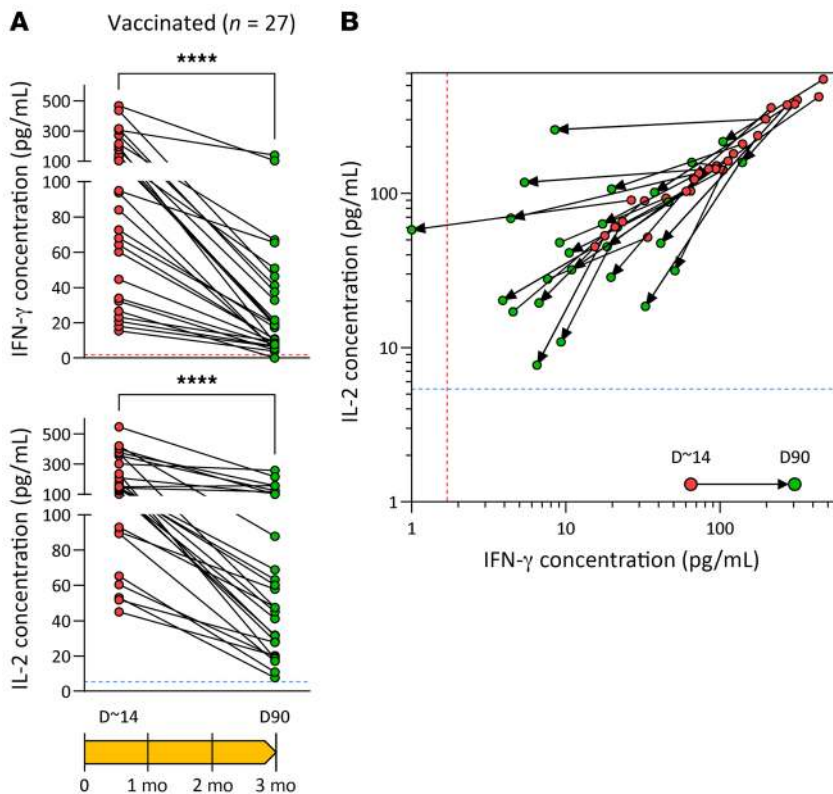 A
Vaccinated (n = 27)
****
IFN-γ concentration (pg/mL)
500
300
100
100
80
60
40
20
0
****
IL-2 concentration (pg/mL)
500
300
100
100
80
60
40
20
0
D~14
D90
0
1 mo
2 mo
3 mo
B
IL-2 concentration (pg/mL)
100
10
1
D~14
D90
1
10
100
IFN-γ concentration (pg/mL)